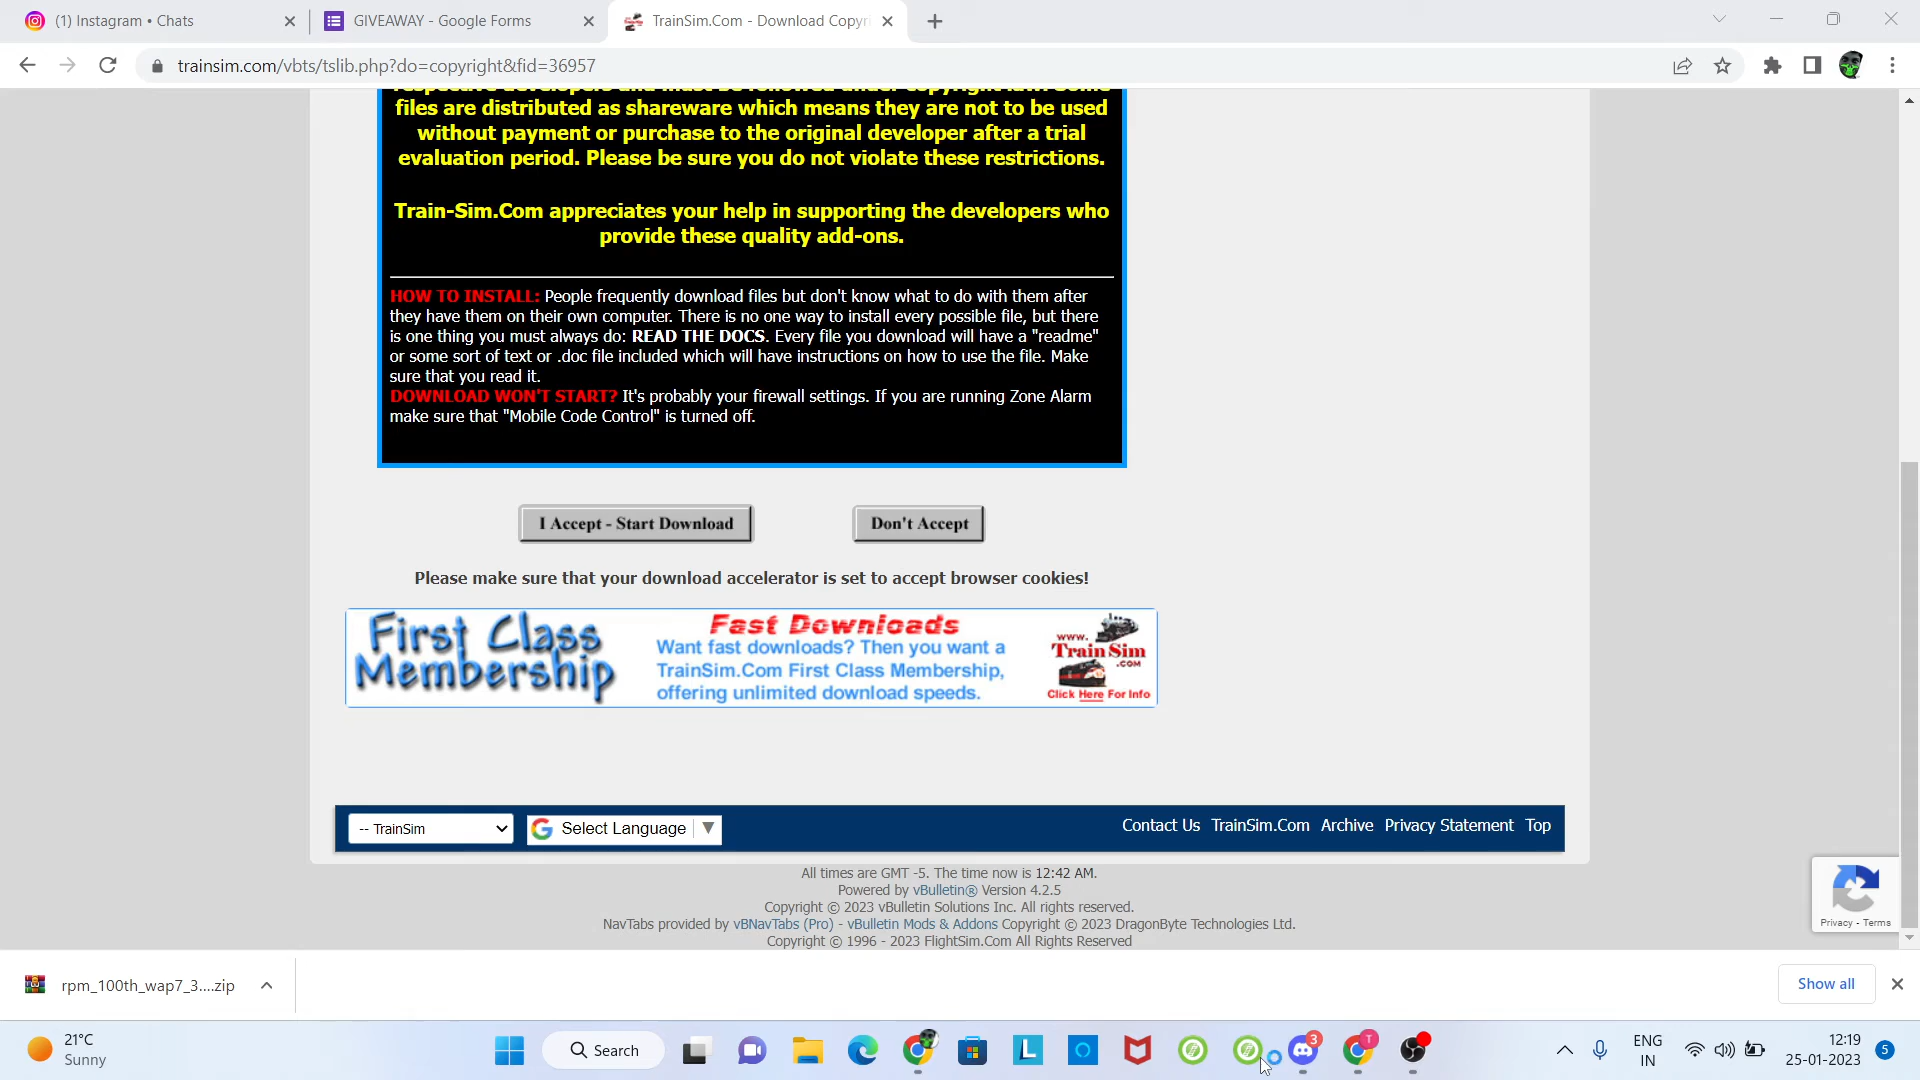 (1) Instagram • Chats
GIVEAWAY - Google Forms
TrainSim.Com - Download Copyri
trainsim.com/vbts/tslib.php?do=copyright&fid=36957
respective developers and must be followed under copyright law. Some
files are distributed as shareware which means they are not to be used
without payment or purchase to the original developer after a trial
evaluation period. Please be sure you do not violate these restrictions.
Train-Sim.Com appreciates your help in supporting the developers who
provide these quality add-ons.
HOW TO INSTALL: People frequently download files but don't know what to do with them after
they have them on their own computer. There is no one way to install every possible file, but there
is one thing you must always do: READ THE DOCS. Every file you download will have a "readme"
or some sort of text or .doc file included which will have instructions on how to use the file. Make
sure that you read it.
DOWNLOAD WON'T START? It's probably your firewall settings. If you are running Zone Alarm
make sure that "Mobile Code Control" is turned off.
I Accept - Start Download
Don't Accept
Please make sure that your download accelerator is set to accept browser cookies!
First Class
Membership
Fast Downloads
Want fast downloads? Then you want a
TrainSim.Com First Class Membership,
offering unlimited download speeds.
www.
TrainSim
.COM
Click Here For Info
-- TrainSim
Select Language
Contact Us TrainSim.Com Archive Privacy Statement Top
All times are GMT -5. The time now is 12:42 AM.
Powered by vBulletin® Version 4.2.5
Copyright © 2023 vBulletin Solutions Inc. All rights reserved.
NavTabs provided by vBNavTabs (Pro) - vBulletin Mods & Addons Copyright © 2023 DragonByte Technologies Ltd.
Copyright © 1996 - 2023 FlightSim.Com All Rights Reserved
Privacy - Terms
rpm_100th_wap7_3....zip
Show all
21°C
Sunny
Search
L
3
T
ENG
IN
12:19
25-01-2023
5